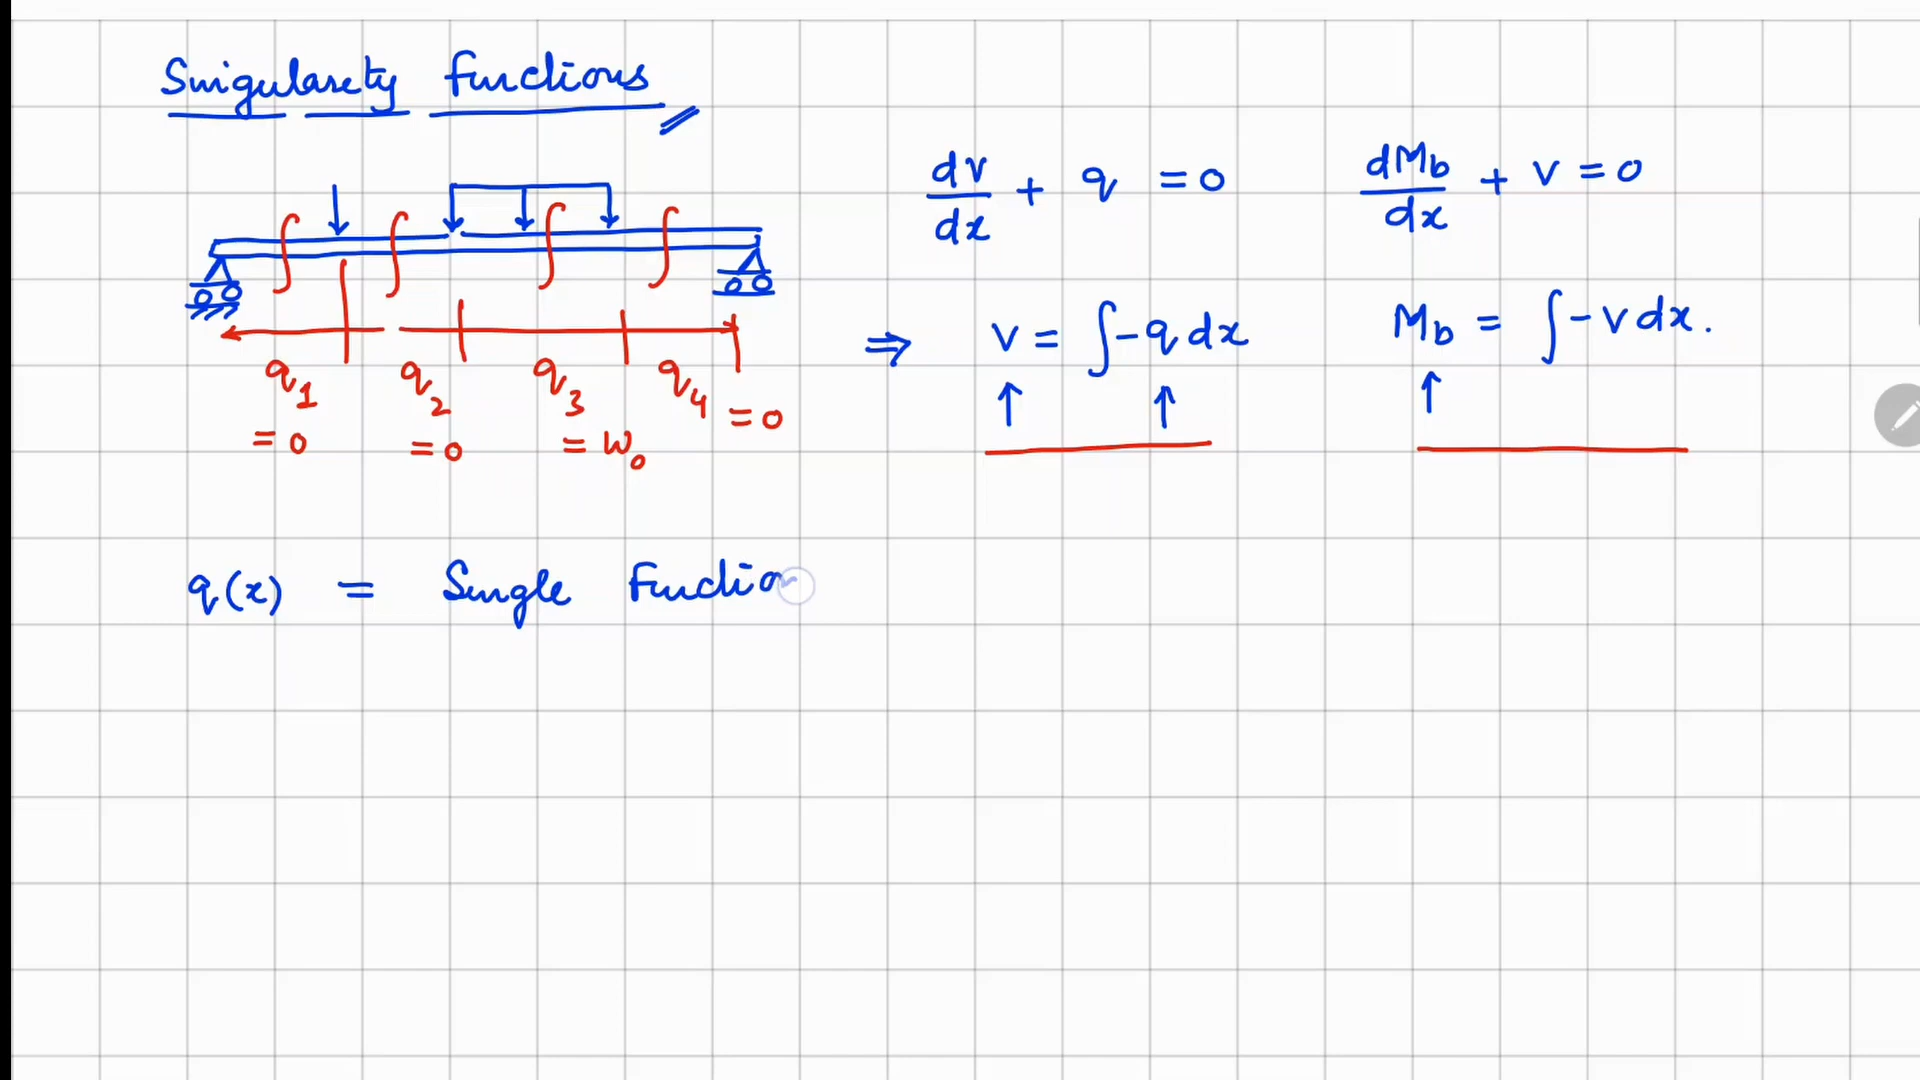 Singularity Functions
dv/dx + q = 0
dMb/dx + v = 0
⇒ v = ∫-q dx
Mb = ∫-v dx.
q1 = 0
q2 = 0
q3 = w0
q4 = 0
q(x) = Single Function